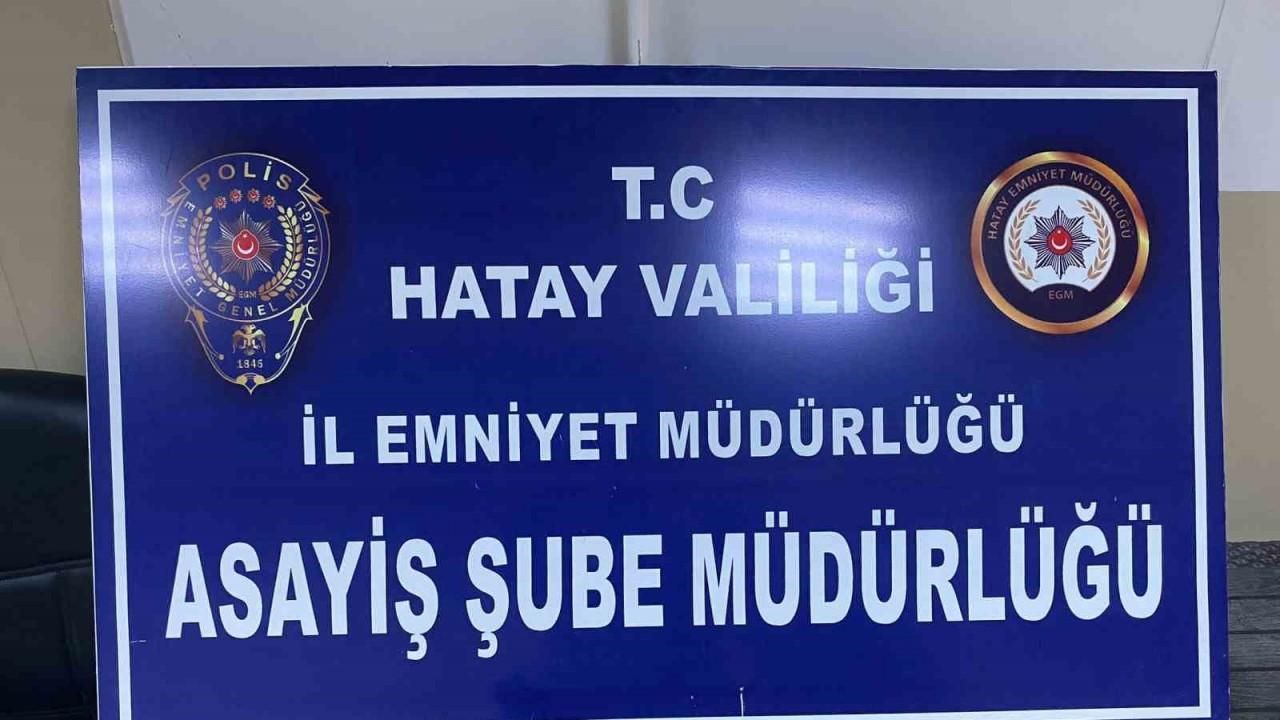 T.C
HATAY VALİLİĞİ
İL EMNİYET MÜDÜRLÜĞÜ
ASAYİŞ ŞUBE MÜDÜRLÜĞÜ
POLİS
EMNİYET GENEL MÜDÜRLÜĞÜ
EGM
1845
HATAY EMNİYET MÜDÜRLÜĞÜ
EGM